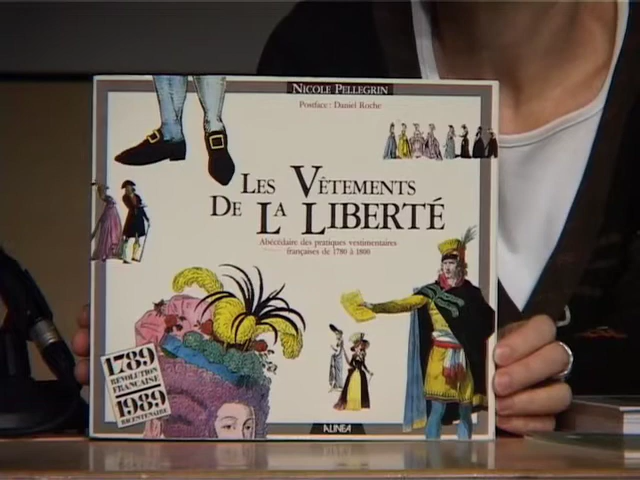 NICOLE PELLEGRIN
Postface : Daniel Roche
LES VÊTEMENTS
DE LA LIBERTÉ
Abécédaire des pratiques vestimentaires
françaises de 1780 à 1800
1789
RÉVOLUTION
FRANÇAISE
1989
BICENTENAIRE
ALINEA